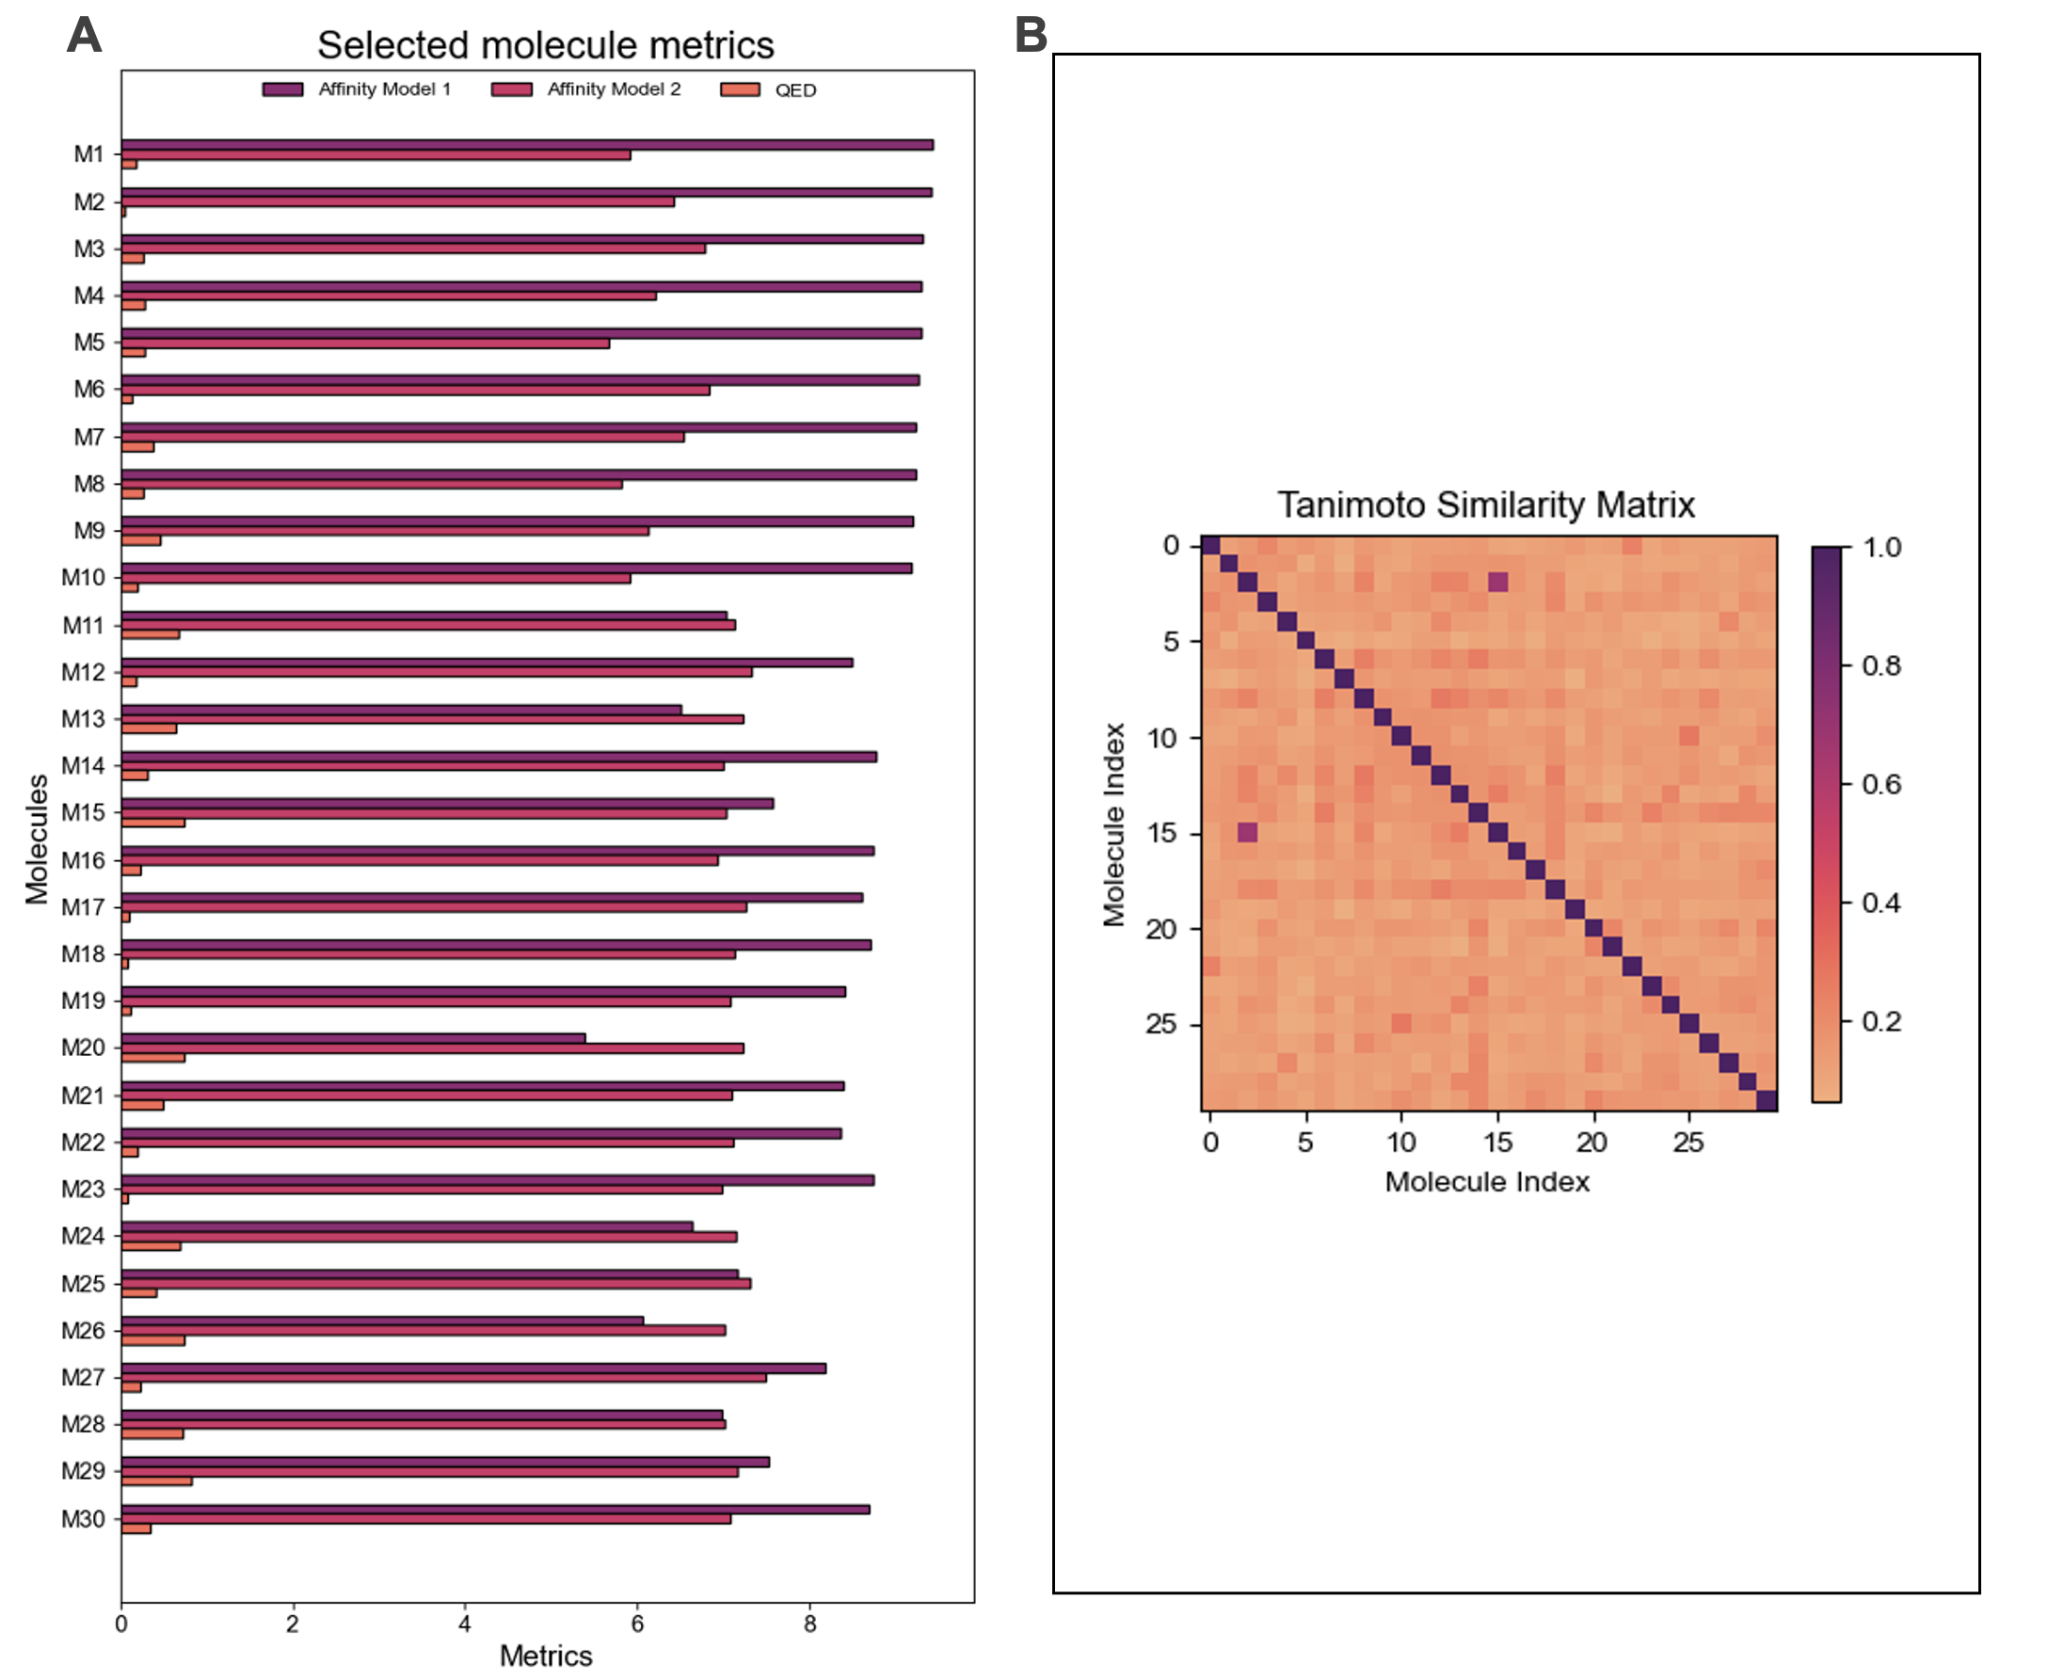 A
Selected molecule metrics
Affinity Model 1 Affinity Model 2 QED
M1
M2
M3
M4
M5
M6
M7
M8
M9
M10
M11
M12
M13
M14
M15
M16
M17
M18
M19
M20
M21
M22
M23
M24
M25
M26
M27
M28
M29
M30
Molecules
0 2 4 6 8
Metrics
B
Tanimoto Similarity Matrix
0
5
10
15
20
25
Molecule Index
0 5 10 15 20 25
Molecule Index
1.0
0.8
0.6
0.4
0.2